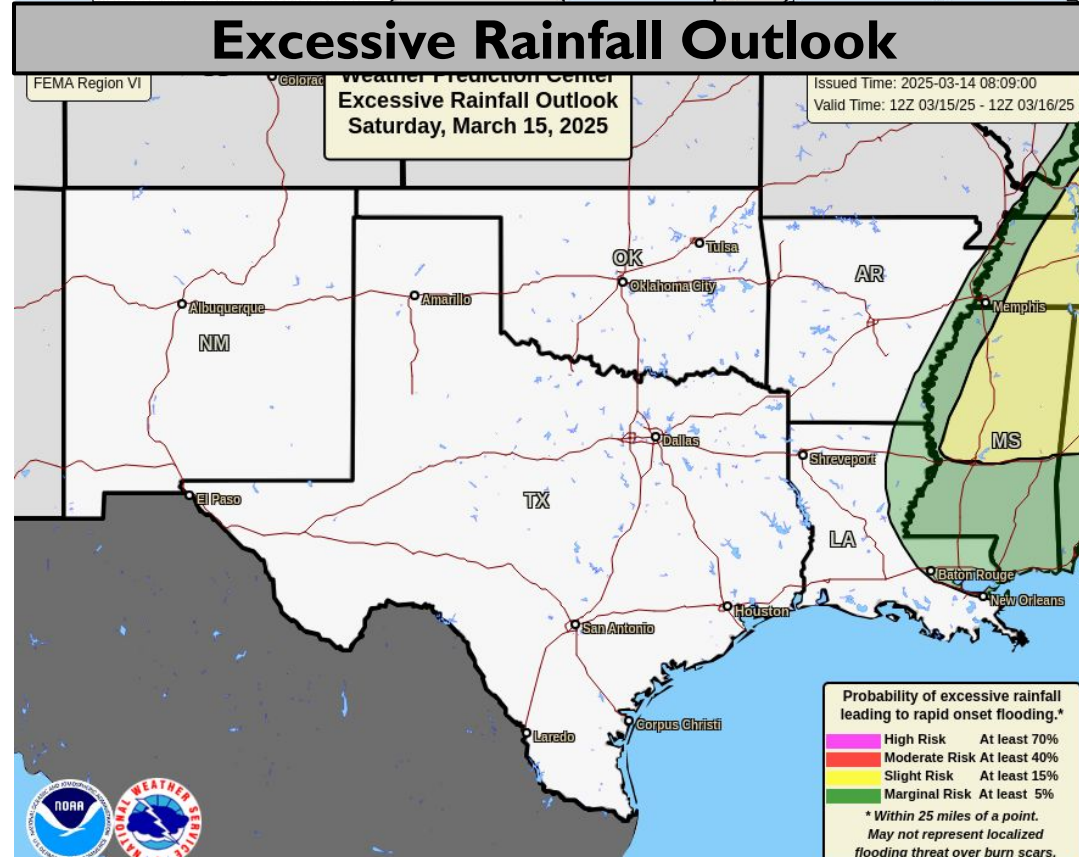 Excessive Rainfall Outlook
FEMA Region VI
Weather Prediction Center
Excessive Rainfall Outlook
Saturday, March 15, 2025
Issued Time: 2025-03-14 08:09:00
Valid Time: 12Z 03/15/25 - 12Z 03/16/25
Tulsa
OK
Oklahoma City
AR
Albuquerque
Amarillo
Memphis
NM
Dallas
MS
Shreveport
El Paso
TX
LA
Baton Rouge
New Orleans
Houston
San Antonio
Corpus Christi
Laredo
Probability of excessive rainfall
leading to rapid onset flooding.*
High Risk At least 70%
Moderate Risk At least 40%
Slight Risk At least 15%
Marginal Risk At least 5%
* Within 25 miles of a point.
May not represent localized
flooding threat over burn scars.
NOAA
NATIONAL WEATHER SERVICE